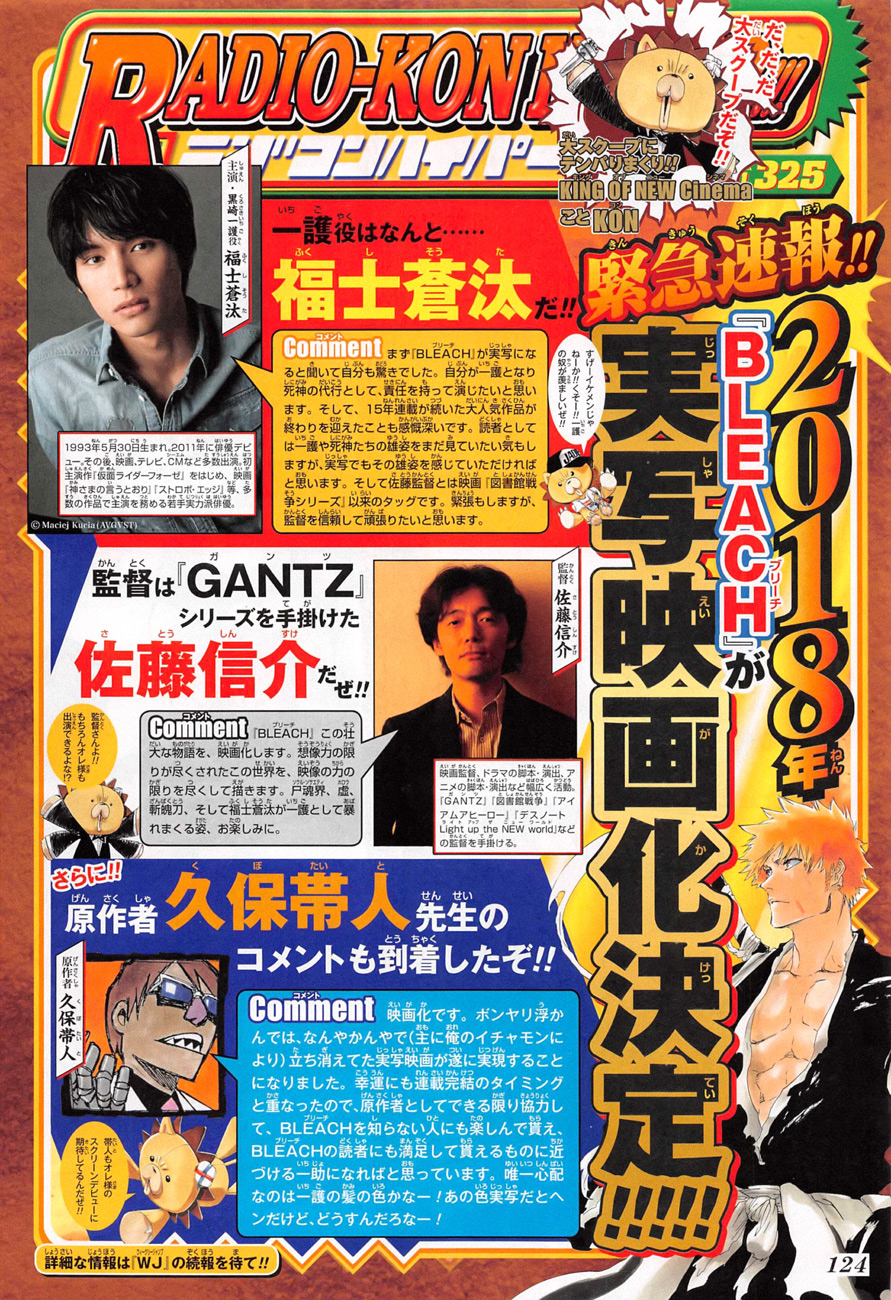 RADIO-KON
だ、だ、だ
大スクープだぞ!!
大スクープに
テンパりまくり!!
KING OF NEW Cinema
こと KON
325
緊急速報!!
2018年
『BLEACH』が
実写映画化決定!!!!!
主演・黒崎一護役
福士蒼汰
一護役はなんと……
福士蒼汰だ!!
Comment まず『BLEACH』が実写にな
ると聞いて自分も驚きです。自分が一護となり
死神の代行として、責任を持って演じたいと思い
ます。そして、15年連載が続いた大人気作品が
終わりを迎えたことも感慨深いです。読者として
は一護や死神たちの雄姿をまだ見ていたい気もし
ますが、実写でもその雄姿を感じていただければ
と思います。そして佐藤監督とは映画『図書館戦
争シリーズ』以来のタッグです。緊張もしますが、
監督を信頼して頑張りたいと思います。
すげーイケメンじゃ
ねーか!!くそー!!一護
の奴が羨ましいぜ!!
1993年5月30日生まれ。2011年に俳優デビ
ュー。その後、映画、テレビ、CMなど多数出演。初
主演作『仮面ライダーフォーゼ』をはじめ、映画
『神さまの言うとおり』『ストロボ・エッジ』等、多
数の作品で主演を務める若手実力派俳優。
© Maciej Kucia (AVGVST)
監督は『GANTZ』
シリーズを手掛けた
佐藤信介だぜ!!
監督
佐藤信介
監督さんよ!!
もちろんオレ様も
出演できるよな!?
Comment 『BLEACH』この壮
大な物語を、映画化します。想像力の限
りが尽くされたこの世界を、映像の力の
限りを尽くして描きます。尸魂界、虚、
斬魄刀、そして福士蒼汰が一護として暴
れまくる姿、お楽しみに。
映画監督、ドラマの脚本・演出、ア
ニメの脚本・演出など幅広く活動。
『GANTZ』『図書館戦争』『アイ
アムアヒーロー』『デスノート
Light up the NEW world』など
の監督を手掛ける。
さらに!!
原作者 久保帯人 先生の
コメントも到着したぞ!!
原作者
久保帯人
Comment 映画化です。ボンヤリ浮か
んでは、なんやかんやで(主に俺のイチャモンに
より)立ち消えてた実写映画が遂に実現すること
になりました。幸運にも連載完結のタイミング
と重なったので、原作者としてできる限り協力し
て、BLEACHを知らない人にも楽しんで貰え、
BLEACHの読者にも満足して貰えるものに近
づける一助になればと思っています。唯一心配
なのは一護の髪の色かなー!あの色実写だとヘ
ンだけど、どうすんだろなー!
帯人もオレ様の
スクリーンデビューに
期待してるんだぜ!!
詳細な情報は『WJ』の続報を待て!!
124